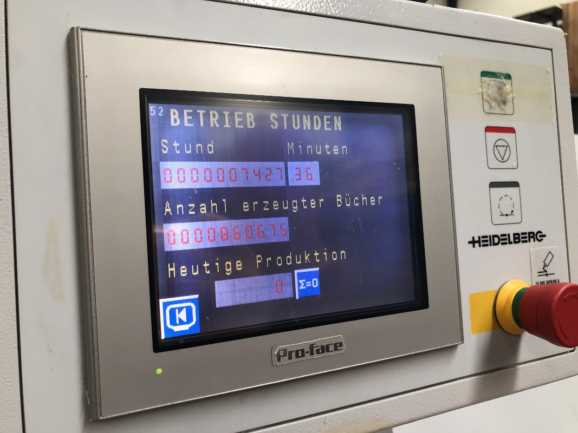 52 BETRIEB STUNDEN
Stund Minuten
0000007427 36
Anzahl erzeugter Bücher
0000860675
Heutige Produktion
0 Σ=0
Pro-face
HEIDELBERG